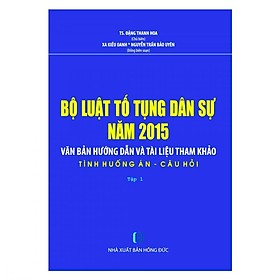 TS. ĐẶNG THANH HOA
(Chủ biên)
XA KIỀU OANH * NGUYỄN TRẦN BẢO UYÊN
(Đồng biên soạn)
BỘ LUẬT TỐ TỤNG DÂN SỰ
NĂM 2015
VĂN BẢN HƯỚNG DẪN VÀ TÀI LIỆU THAM KHẢO
TÌNH HUỐNG ÁN - CÂU HỎI
Tập 1
NHÀ XUẤT BẢN HỒNG ĐỨC